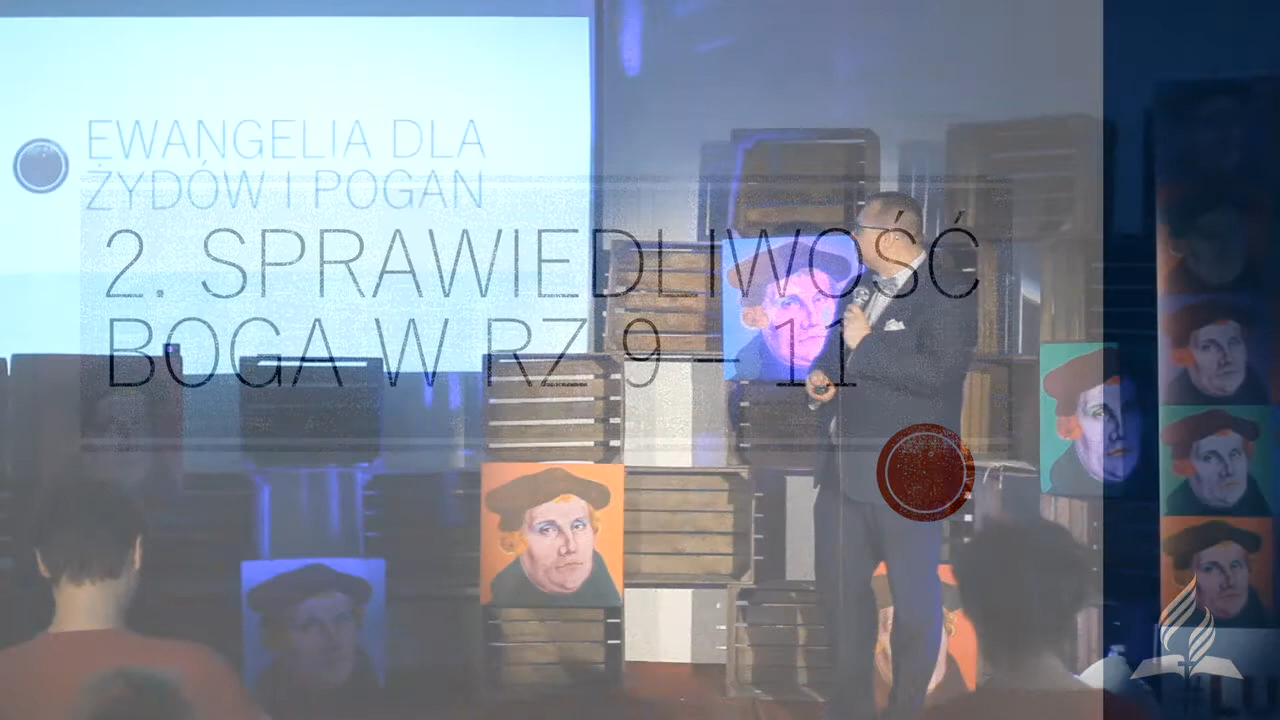 EWANGELIA DLA
ŻYDÓW I POGAN
2. SPRAWIEDLIWOŚĆ
BOGA W RZ 9 – 11